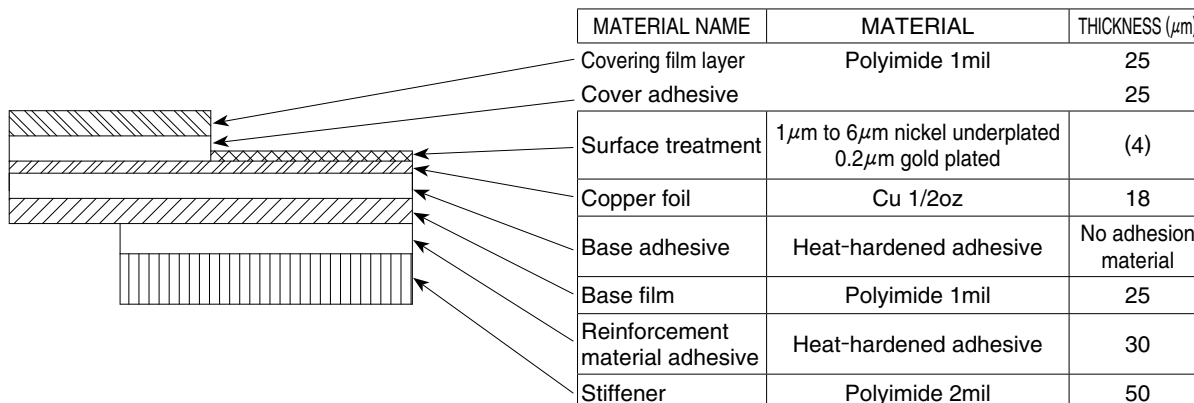 MATERIAL NAME MATERIAL THICKNESS (μm)
Covering film layer Polyimide 1mil 25
Cover adhesive 25
Surface treatment 1μm to 6μm nickel underplated 0.2μm gold plated (4)
Copper foil Cu 1/2oz 18
Base adhesive Heat-hardened adhesive No adhesion material
Base film Polyimide 1mil 25
Reinforcement material adhesive Heat-hardened adhesive 30
Stiffener Polyimide 2mil 50